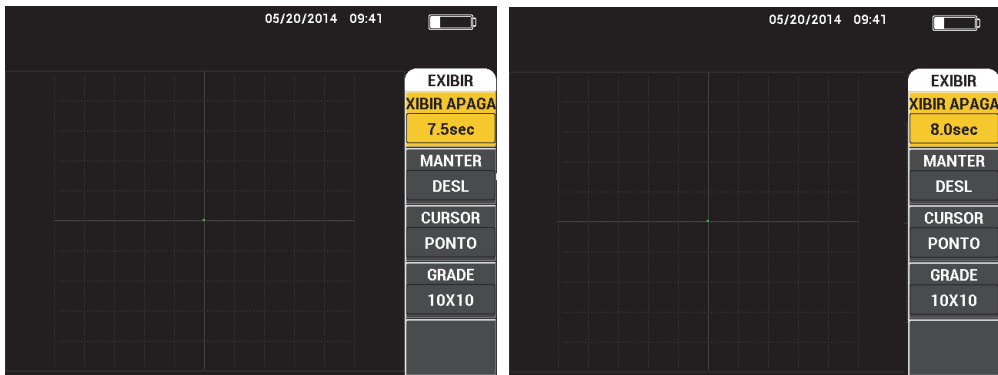 05/20/2014 09:41
EXIBIR
XIBIR APAGA
7.5sec
MANTER
DESL
CURSOR
PONTO
GRADE
10X10
05/20/2014 09:41
EXIBIR
XIBIR APAGA
8.0sec
MANTER
DESL
CURSOR
PONTO
GRADE
10X10